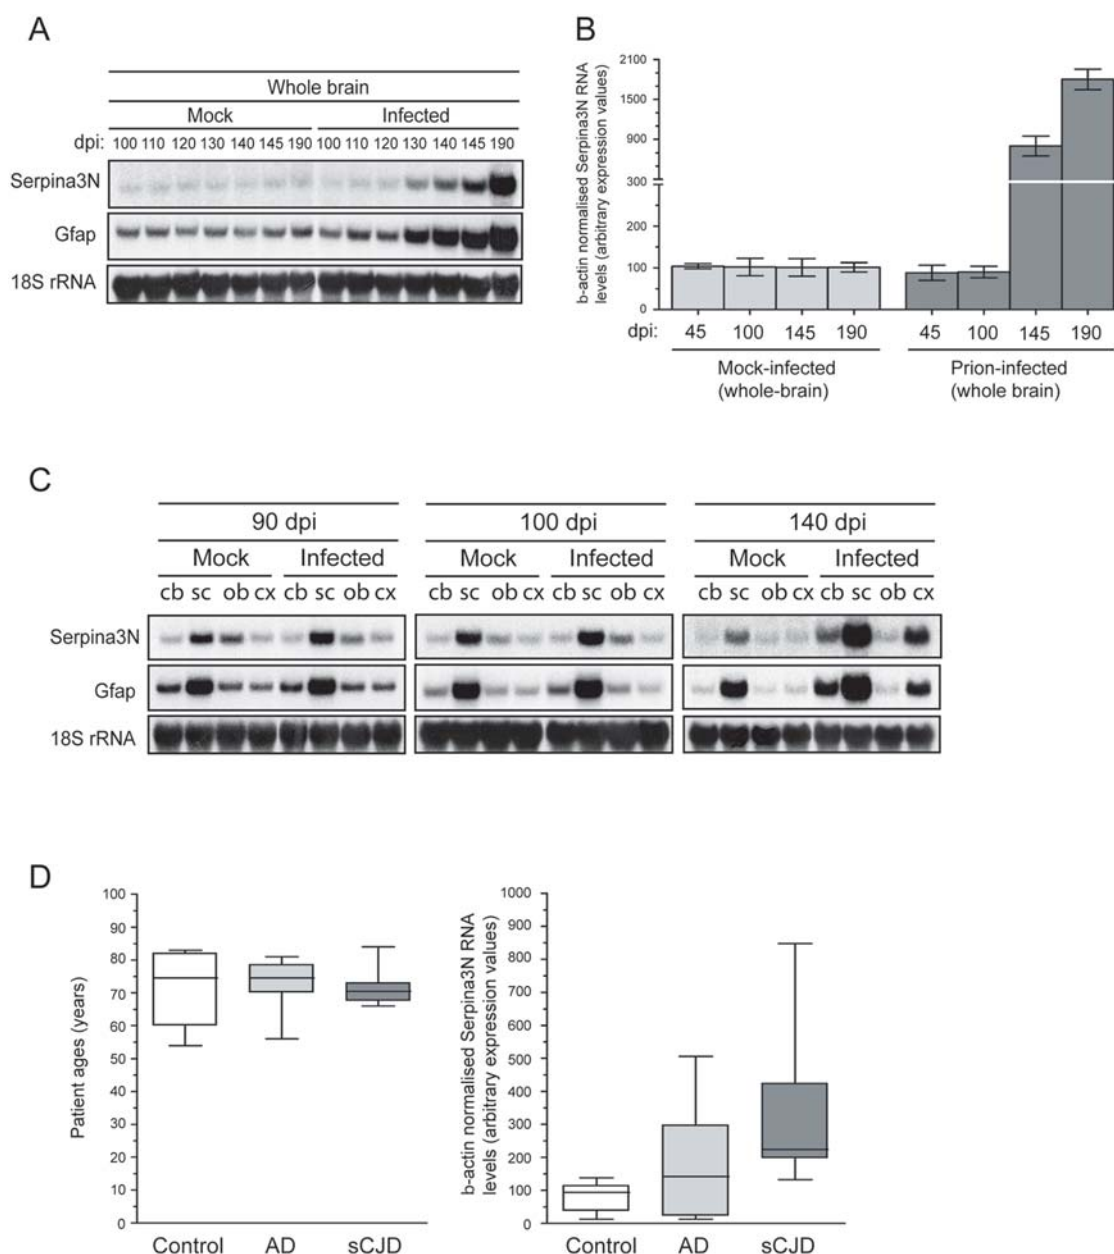 A
Whole brain
Mock Infected
dpi: 100 110 120 130 140 145 190 100 110 120 130 140 145 190
Serpina3N
Gfap
18S rRNA
B
b-actin normalised Serpina3N RNA
levels (arbitrary expression values)
2100
1500
900
300
200
100
0
dpi: 45 100 145 190 45 100 145 190
Mock-infected Prion-infected
(whole-brain) (whole brain)
C
90 dpi 100 dpi 140 dpi
Mock Infected Mock Infected Mock Infected
cb sc ob cx cb sc ob cx cb sc ob cx cb sc ob cx cb sc ob cx cb sc ob cx
Serpina3N
Gfap
18S rRNA
D
Patient ages (years)
100
90
80
70
60
50
40
30
20
10
0
Control AD sCJD
b-actin normalised Serpina3N RNA
levels (arbitrary expression values)
1000
900
800
700
600
500
400
300
200
100
0
Control AD sCJD